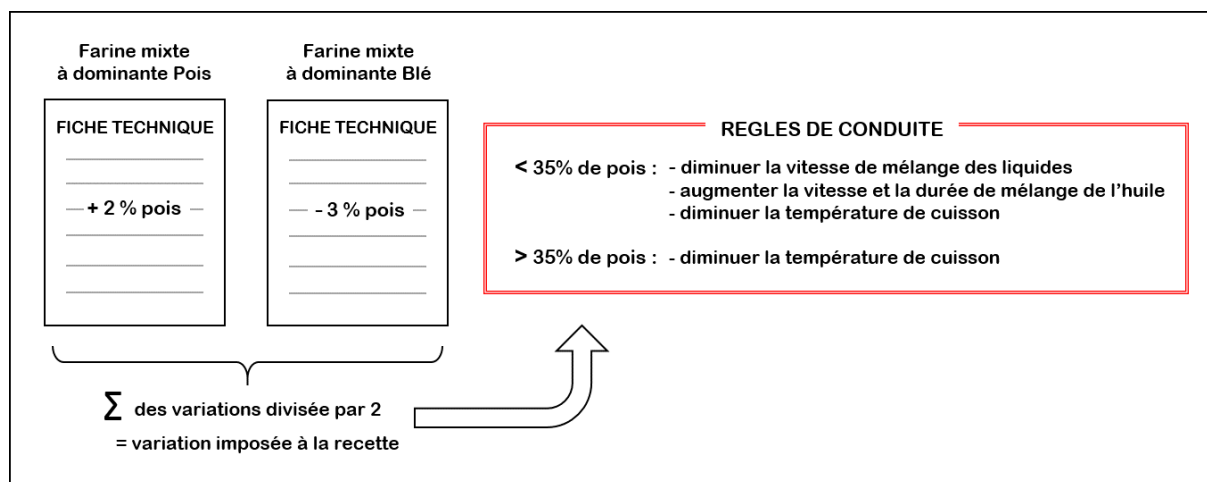 Farine mixte
à dominante Pois
Farine mixte
à dominante Blé
FICHE TECHNIQUE
+ 2 % pois
FICHE TECHNIQUE
- 3 % pois
Σ des variations divisée par 2
= variation imposée à la recette
REGLES DE CONDUITE
< 35% de pois : - diminuer la vitesse de mélange des liquides
- augmenter la vitesse et la durée de mélange de l'huile
- diminuer la température de cuisson
> 35% de pois : - diminuer la température de cuisson